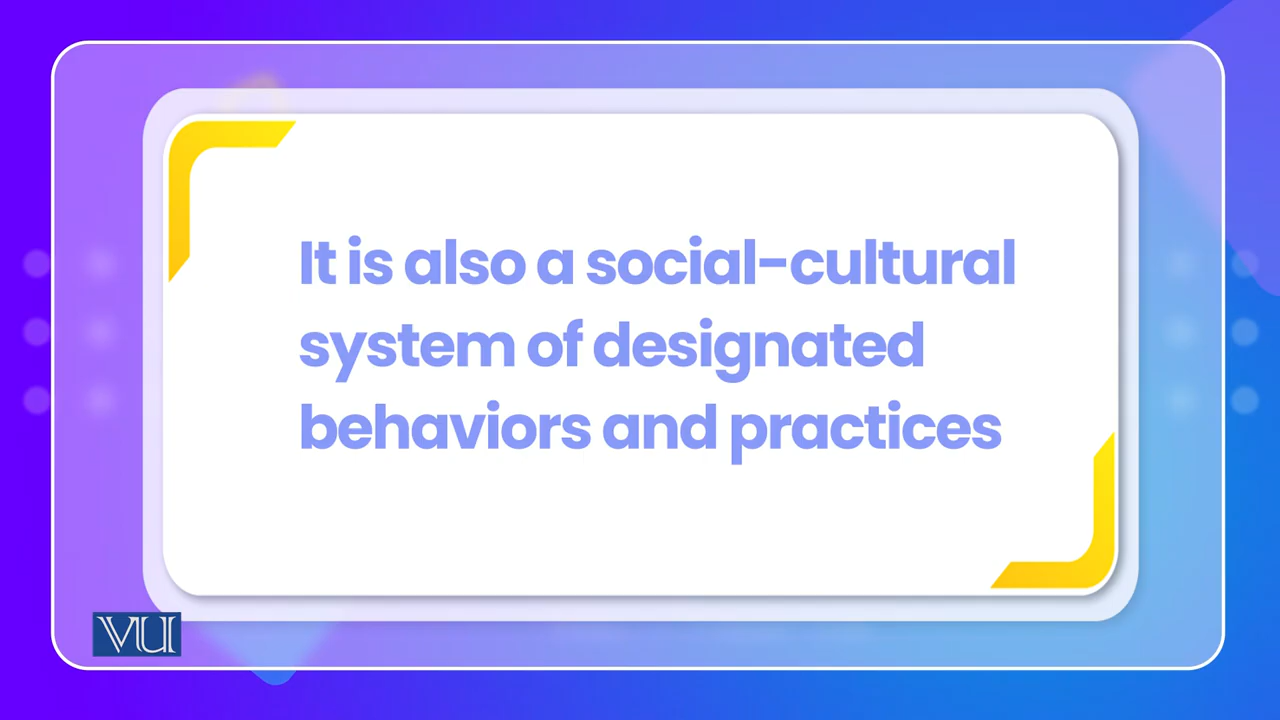 It is also a social-cultural
system of designated
behaviors and practices
VU